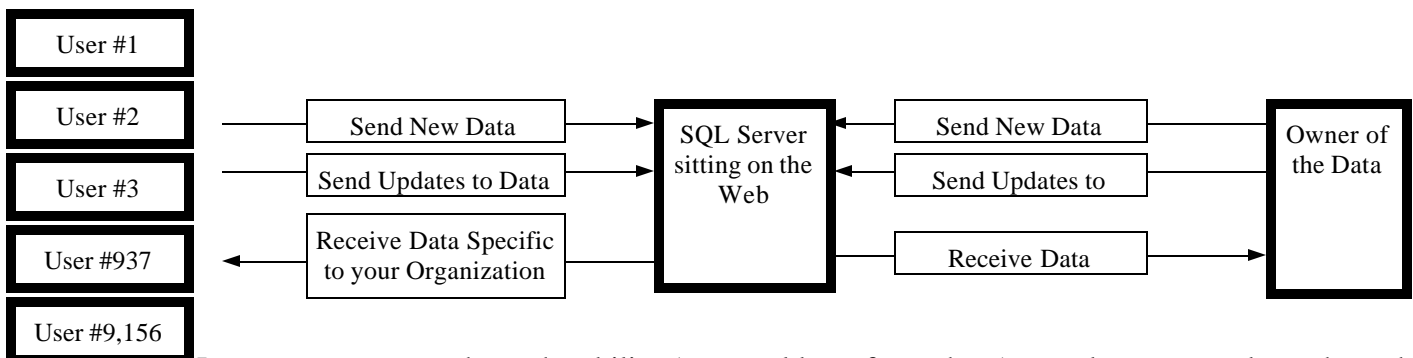 User #1
User #2
User #3
User #937
User #9,156
Send New Data
Send Updates to Data
Receive Data Specific
to your Organization
SQL Server
sitting on the
Web
Send New Data
Send Updates to
Receive Data
Owner of
the Data